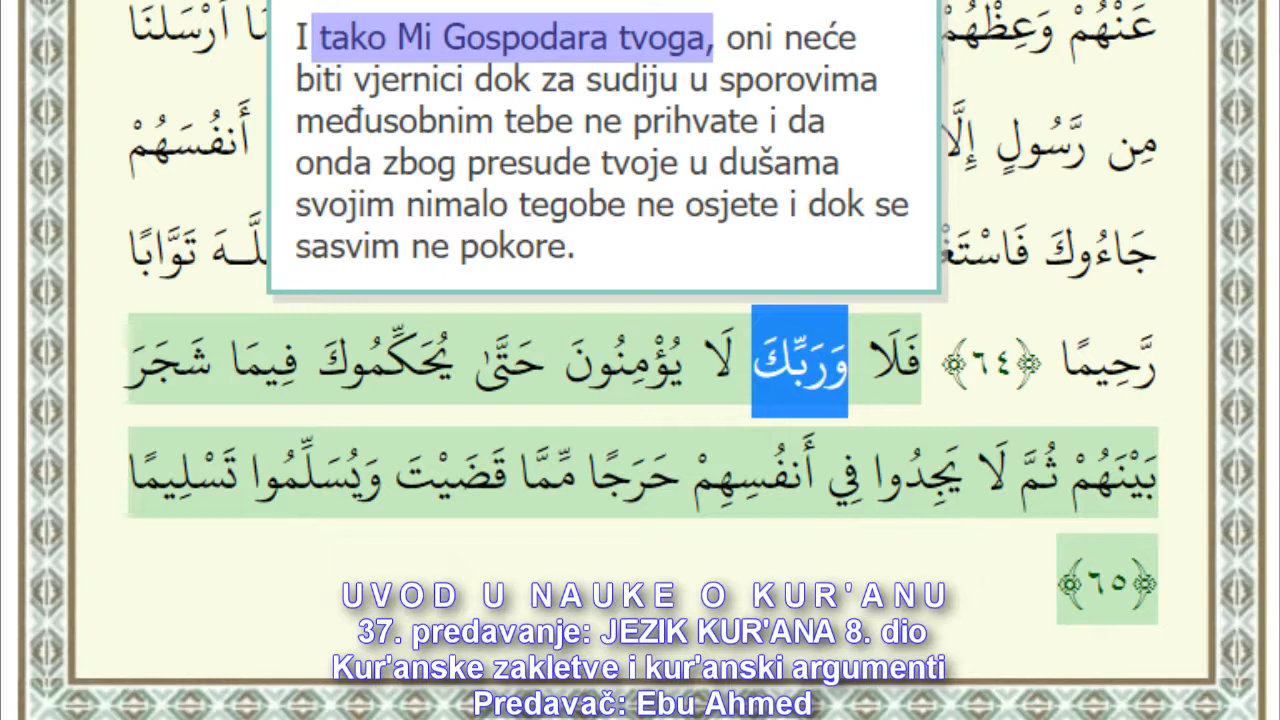 I tako Mi Gospodara tvoga, oni neće
biti vjernici dok za sudiju u sporovima
međusobnim tebe ne prihvate i da
onda zbog presude tvoje u dušama
svojim nimalo tegobe ne osjete i dok se
sasvim ne pokore.
عَنْهُمْ وَعِظْهُمْ
أَرْسَلْنَا
مِن رَّسُولٍ إِلَّا
أَنفُسَهُمْ
جَاءُوكَ
تَوَّابًا
رَّحِيمًا ﴿٦٤﴾ فَلَا وَرَبِّكَ لَا يُؤْمِنُونَ حَتَّىٰ يُحَكِّمُوكَ فِيمَا شَجَرَ
بَيْنَهُمْ ثُمَّ لَا يَجِدُوا فِي أَنفُسِهِمْ حَرَجًا مِّمَّا قَضَيْتَ وَيُسَلِّمُوا تَسْلِيمًا
﴿٦٥﴾
UVOD U NAUKE O KUR'ANU
37. predavanje: JEZIK KUR'ANA 8. dio
Kur'anske zakletve i kur'anski argumenti
Predavač: Ebu Ahmed